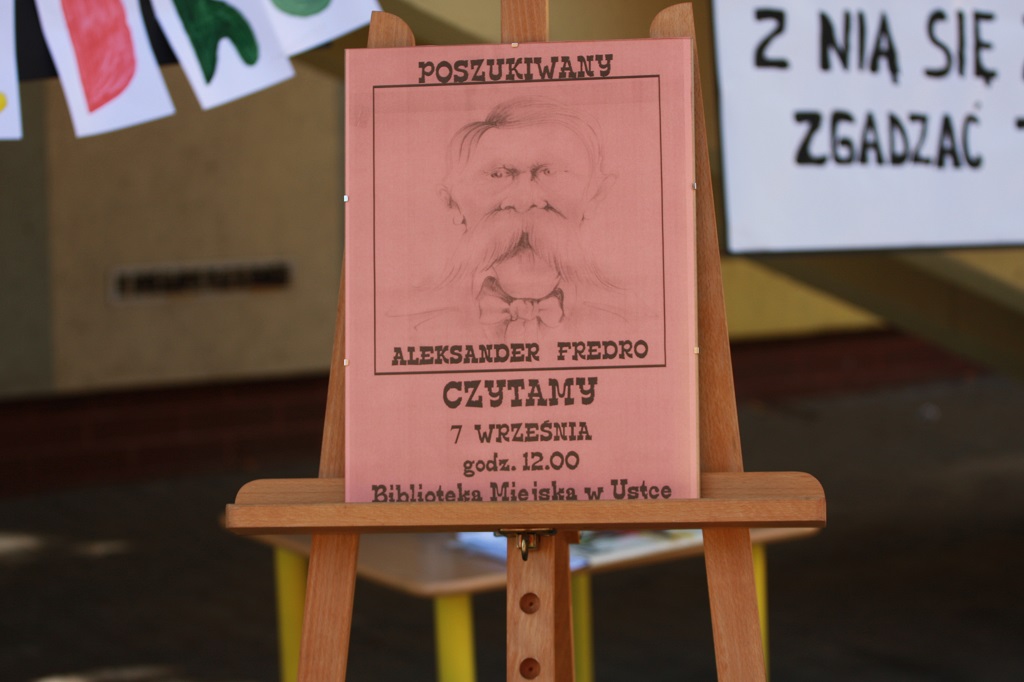 POSZUKIWANY
ALEKSANDER FREDRO
CZYTAMY
7 WRZEŚNIA
godz. 12.00
Biblioteka Miejska w Ustce
Z NIĄ SIĘ
ZGADZAĆ